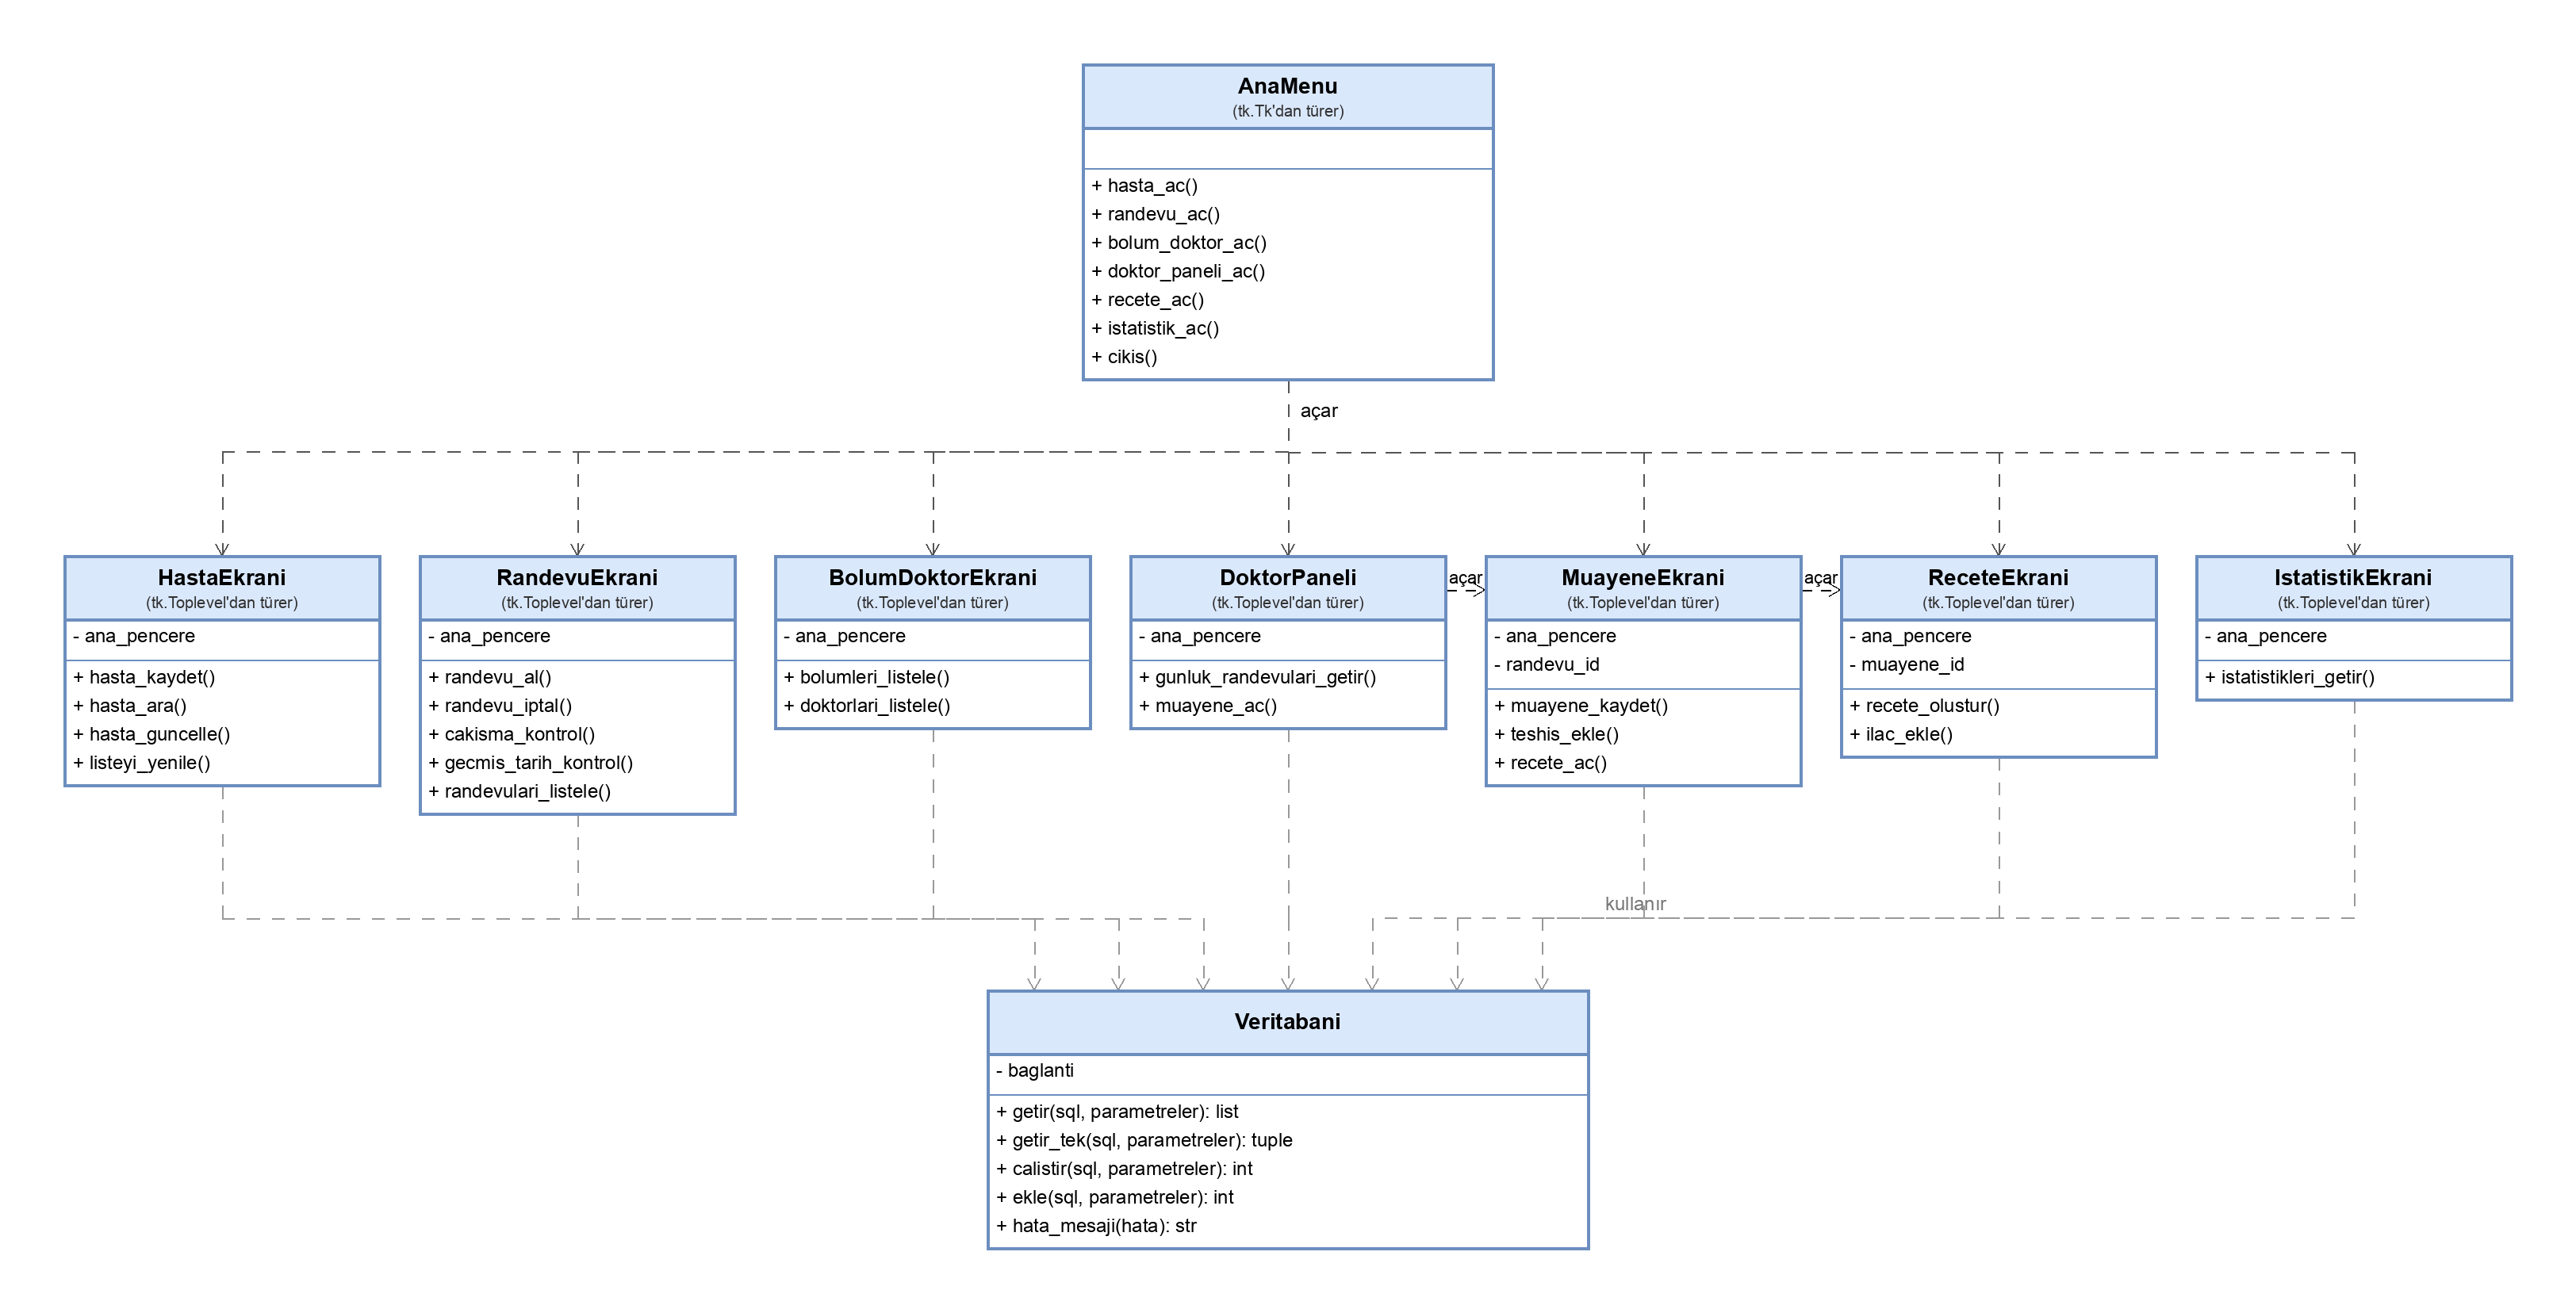 AnaMenu
(tk.Tk'dan türer)
+ hasta_ac()
+ randevu_ac()
+ bolum_doktor_ac()
+ doktor_paneli_ac()
+ recete_ac()
+ istatistik_ac()
+ cikis()
açar
HastaEkrani
(tk.Toplevel'dan türer)
- ana_pencere
+ hasta_kaydet()
+ hasta_ara()
+ hasta_guncelle()
+ listeyi_yenile()
RandevuEkrani
(tk.Toplevel'dan türer)
- ana_pencere
+ randevu_al()
+ randevu_iptal()
+ cakisma_kontrol()
+ gecmis_tarih_kontrol()
+ randevulari_listele()
BolumDoktorEkrani
(tk.Toplevel'dan türer)
- ana_pencere
+ bolumleri_listele()
+ doktorlari_listele()
DoktorPaneli
(tk.Toplevel'dan türer)
- ana_pencere
+ gunluk_randevulari_getir()
+ muayene_ac()
açar
MuayeneEkrani
(tk.Toplevel'dan türer)
- ana_pencere
- randevu_id
+ muayene_kaydet()
+ teshis_ekle()
+ recete_ac()
açar
ReceteEkrani
(tk.Toplevel'dan türer)
- ana_pencere
- muayene_id
+ recete_olustur()
+ ilac_ekle()
IstatistikEkrani
(tk.Toplevel'dan türer)
- ana_pencere
+ istatistikleri_getir()
kullanır
Veritabani
- baglanti
+ getir(sql, parametreler): list
+ getir_tek(sql, parametreler): tuple
+ calistir(sql, parametreler): int
+ ekle(sql, parametreler): int
+ hata_mesaji(hata): str